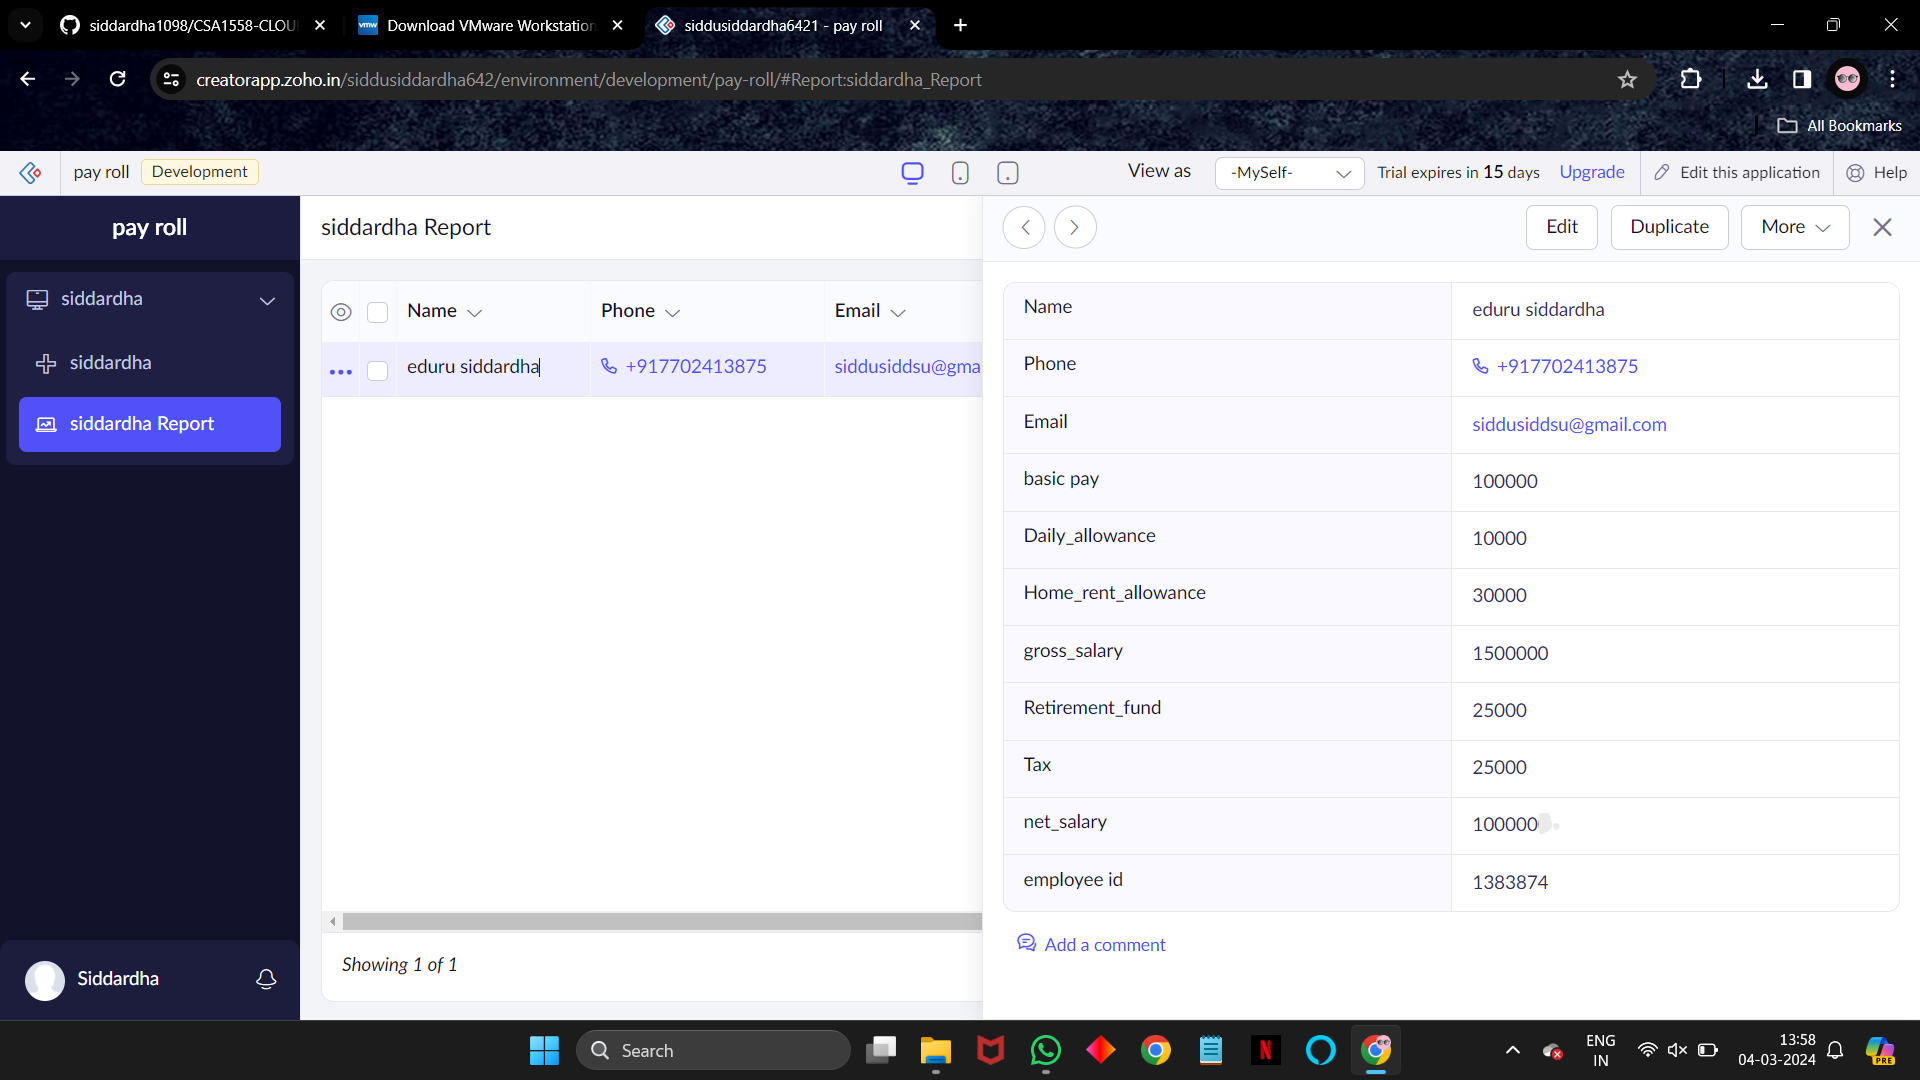 siddardha1098/CSA1558-CLOU
Download VMware Workstation
siddusiddardha6421 - pay roll
creatorapp.zoho.in/siddusiddardha642/environment/development/pay-roll/#Report:siddardha_Report
All Bookmarks
pay roll Development View as -MySelf- Trial expires in 15 days Upgrade Edit this application Help
pay roll
siddardha
siddardha
siddardha Report
Siddardha
siddardha Report
Name Phone Email
eduru siddardha +917702413875 siddusiddsu@gma
Showing 1 of 1
Edit Duplicate More
Name eduru siddardha
Phone +917702413875
Email siddusiddsu@gmail.com
basic pay 100000
Daily_allowance 10000
Home_rent_allowance 30000
gross_salary 1500000
Retirement_fund 25000
Tax 25000
net_salary 100000
employee id 1383874
Add a comment
Search
ENG
IN
13:58
04-03-2024
PRE